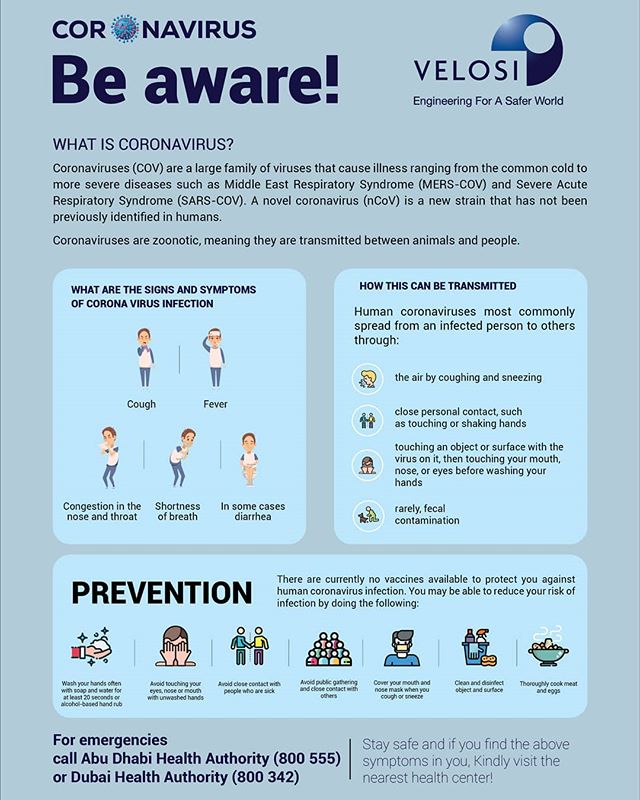 CORONAVIRUS
Be aware!
VELOSI
Engineering For A Safer World
WHAT IS CORONAVIRUS?
Coronaviruses (COV) are a large family of viruses that cause illness ranging from the common cold to
more severe diseases such as Middle East Respiratory Syndrome (MERS-COV) and Severe Acute
Respiratory Syndrome (SARS-COV). A novel coronavirus (nCoV) is a new strain that has not been
previously identified in humans.
Coronaviruses are zoonotic, meaning they are transmitted between animals and people.
WHAT ARE THE SIGNS AND SYMPTOMS
OF CORONA VIRUS INFECTION
Cough
Fever
Congestion in the
nose and throat
Shortness
of breath
In some cases
diarrhea
HOW THIS CAN BE TRANSMITTED
Human coronaviruses most commonly
spread from an infected person to others
through:
the air by coughing and sneezing
close personal contact, such
as touching or shaking hands
touching an object or surface with the
virus on it, then touching your mouth,
nose, or eyes before washing your
hands
rarely, fecal
contamination
PREVENTION
There are currently no vaccines available to protect you against
human coronavirus infection. You may be able to reduce your risk of
infection by doing the following:
Wash your hands often
with soap and water for
at least 20 seconds or
alcohol-based hand rub
Avoid touching your
eyes, nose or mouth
with unwashed hands
Avoid close contact with
people who are sick
Avoid public gathering
and close contact with
others
Cover your mouth and
nose mask when you
cough or sneeze
Clean and disinfect
object and surface
Thoroughly cook meat
and eggs
For emergencies
call Abu Dhabi Health Authority (800 555)
or Dubai Health Authority (800 342)
Stay safe and if you find the above
symptoms in you, Kindly visit the
nearest health center!